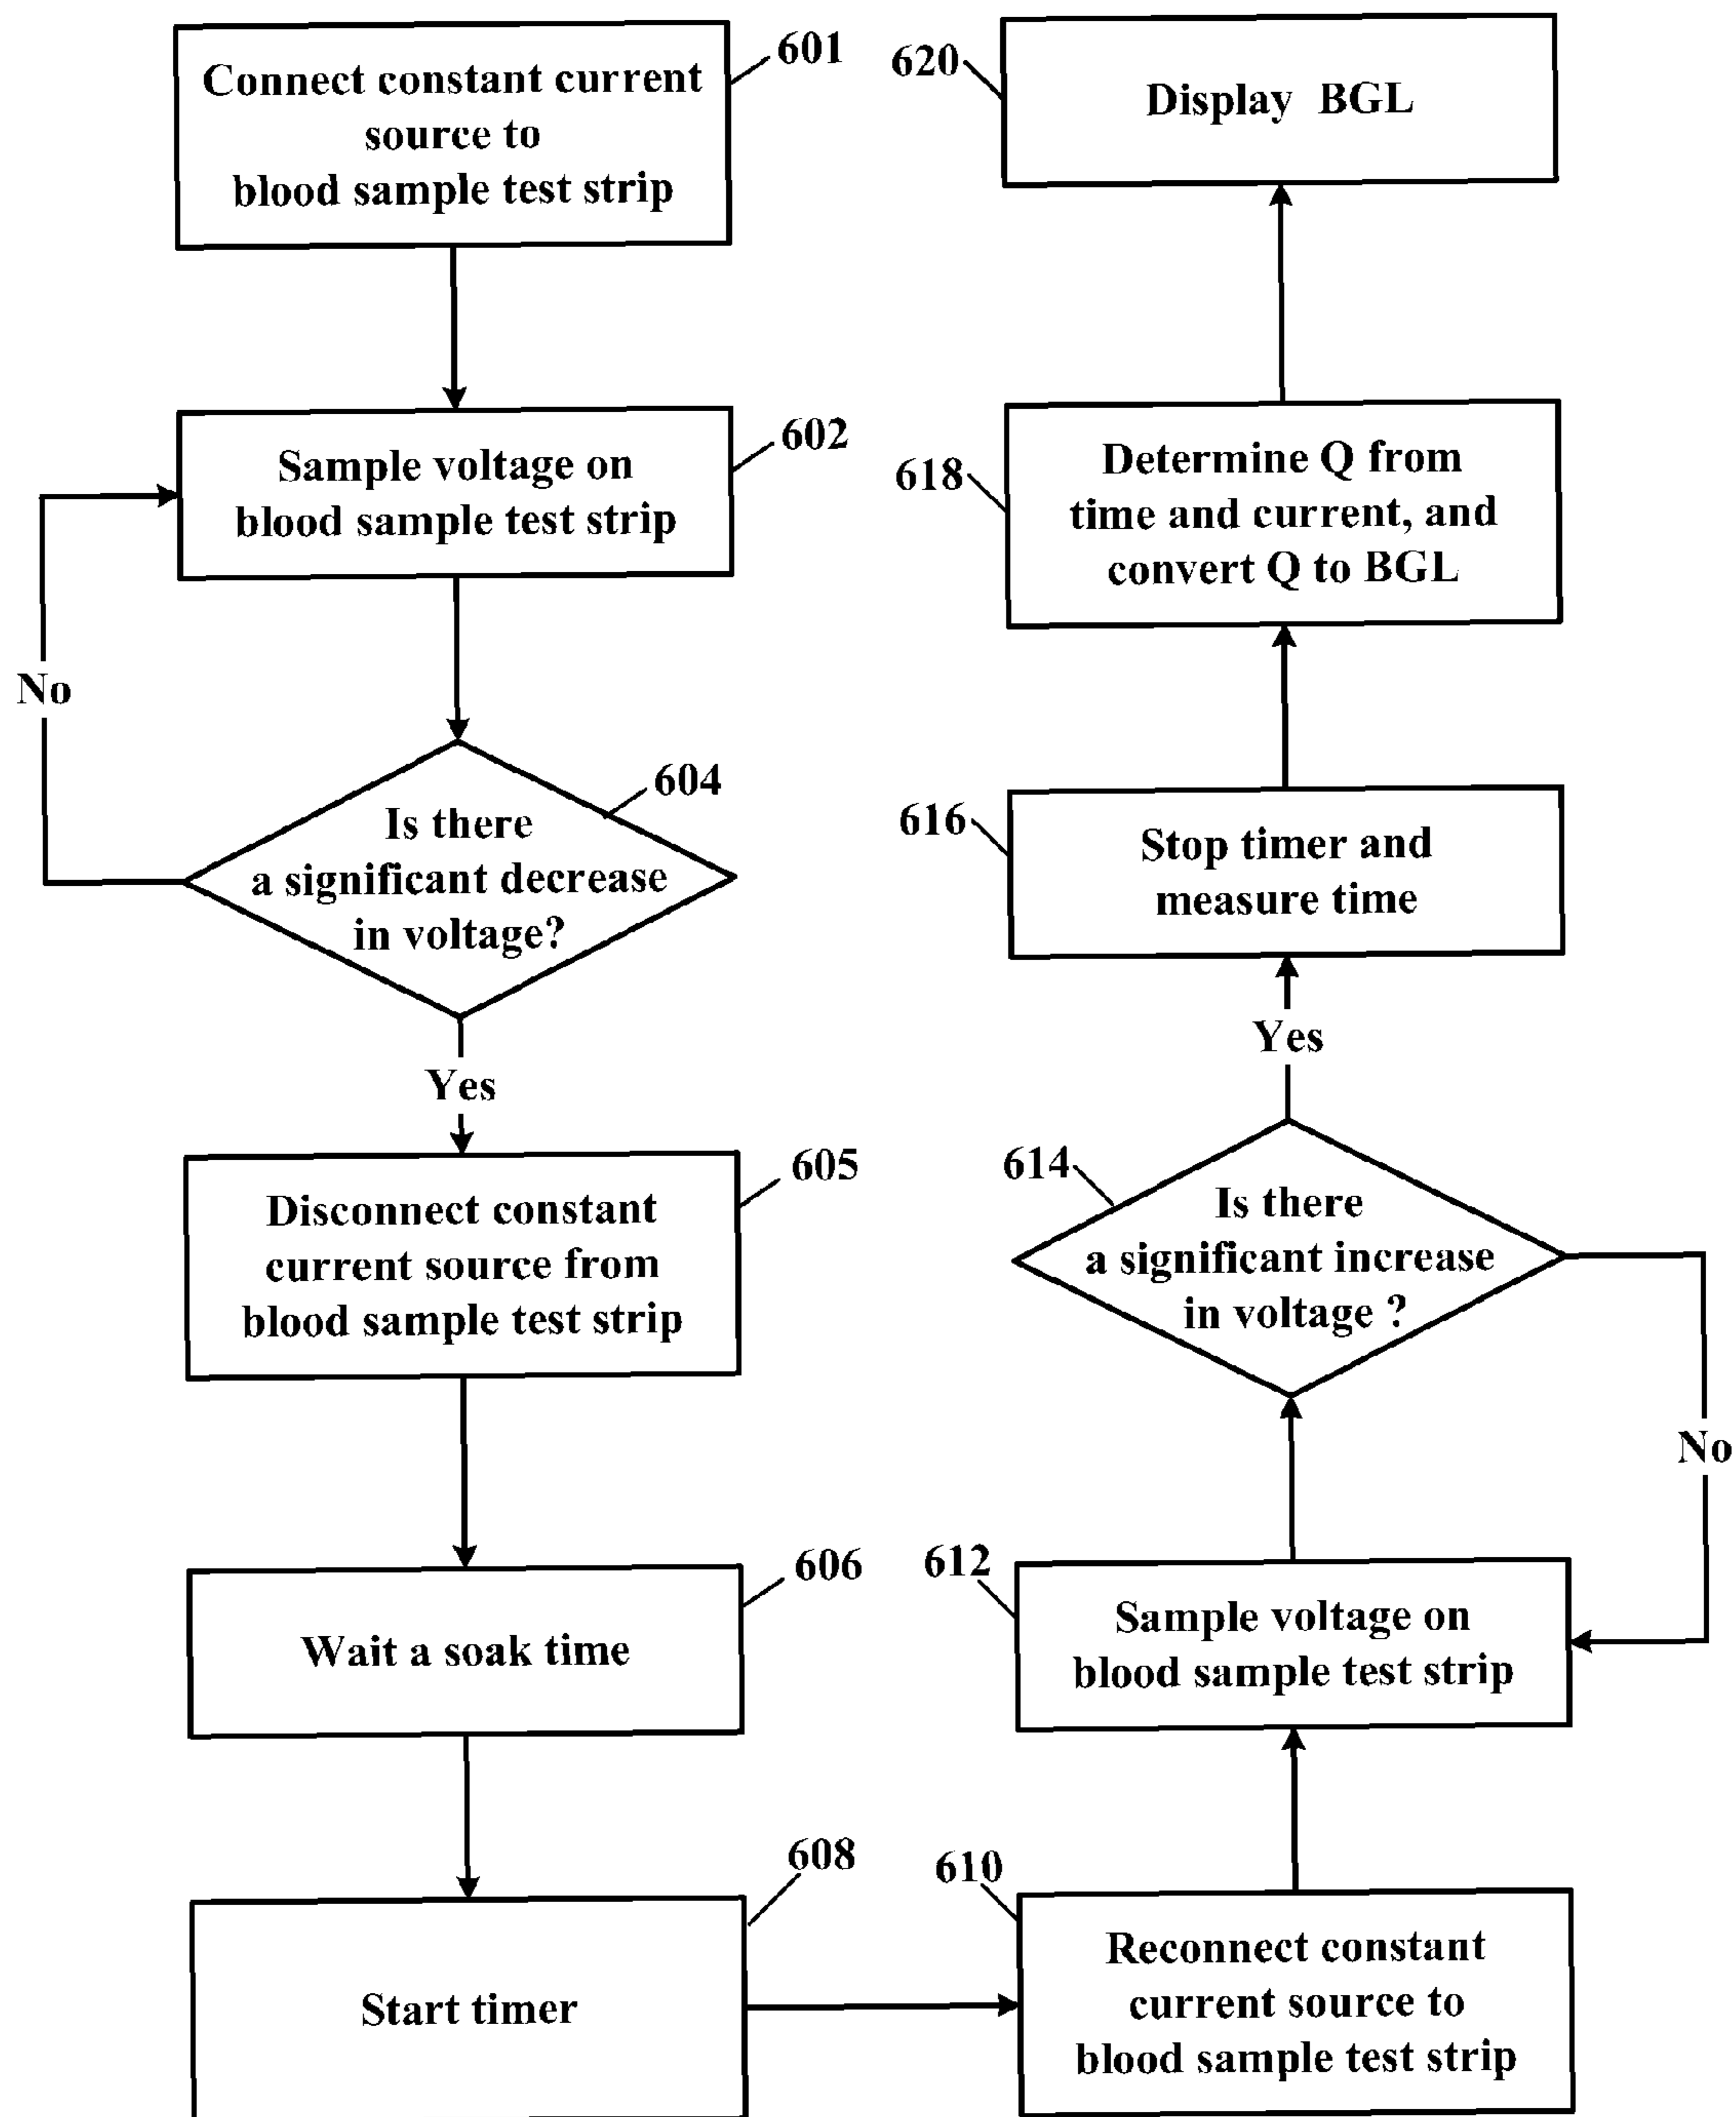 601
Connect constant current
source to
blood sample test strip
602
Sample voltage on
blood sample test strip
No
604
Is there
a significant decrease
in voltage?
Yes
605
Disconnect constant
current source from
blood sample test strip
606
Wait a soak time
608
Start timer
610
Reconnect constant
current source to
blood sample test strip
612
Sample voltage on
blood sample test strip
614
Is there
a significant increase
in voltage ?
No
Yes
616
Stop timer and
measure time
618
Determine Q from
time and current, and
convert Q to BGL
620
Display BGL